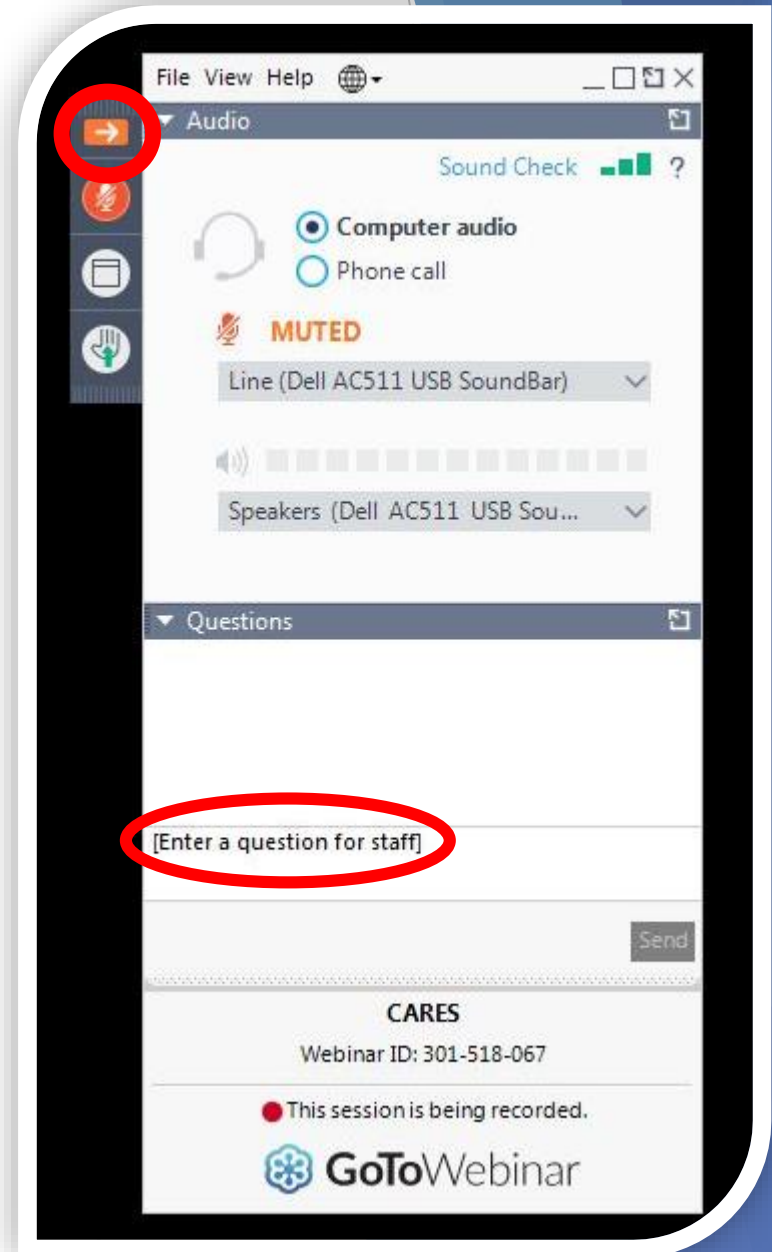 File View Help
Audio
Sound Check ?
Computer audio
Phone call
MUTED
Line (Dell AC511 USB SoundBar)
Speakers (Dell AC511 USB Sou...
Questions
[Enter a question for staff]
Send
CARES
Webinar ID: 301-518-067
This session is being recorded.
GoToWebinar